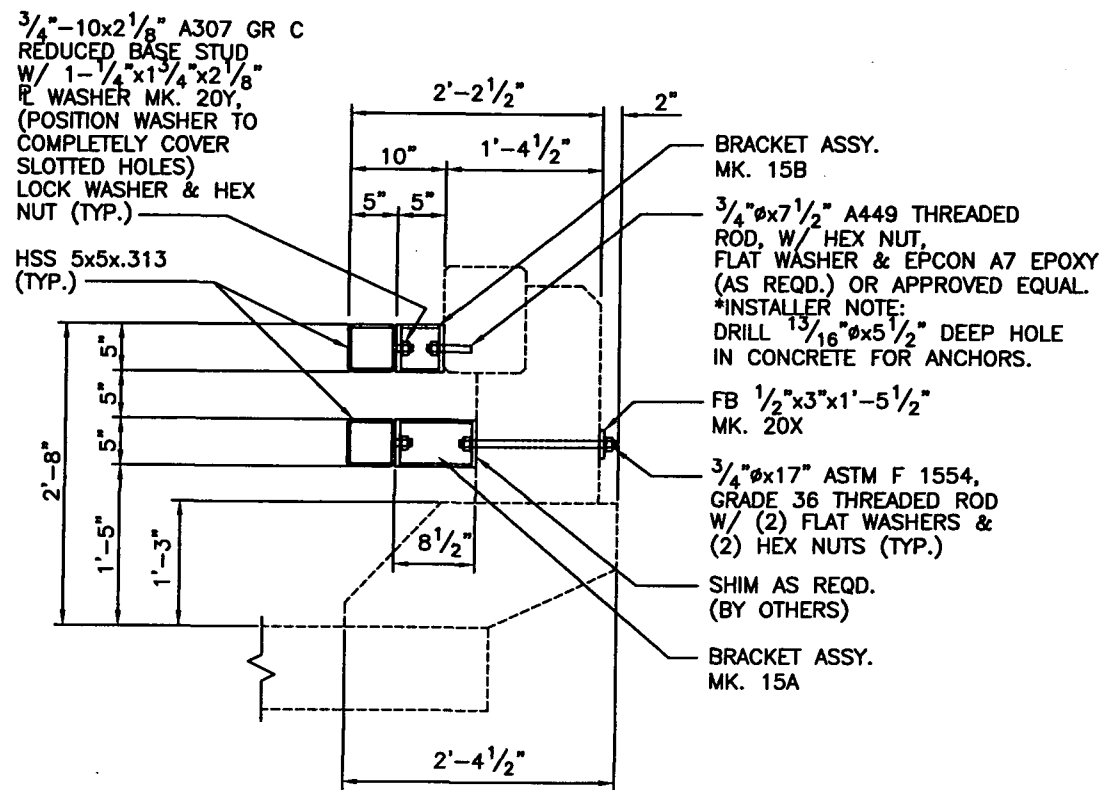 3/4"-10x2 1/8" A307 GR C
REDUCED BASE STUD
W/ 1-1/4"x1 3/4"x2 1/8"
PL WASHER MK. 20Y,
(POSITION WASHER TO
COMPLETELY COVER
SLOTTED HOLES)
LOCK WASHER & HEX
NUT (TYP.)
HSS 5x5x.313
(TYP.)
2'-2 1/2"
2"
10"
1'-4 1/2"
5"
5"
BRACKET ASSY.
MK. 15B
3/4"øx7 1/2" A449 THREADED
ROD, W/ HEX NUT,
FLAT WASHER & EPCON A7 EPOXY
(AS REQD.) OR APPROVED EQUAL.
*INSTALLER NOTE:
DRILL 13/16"øx5 1/2" DEEP HOLE
IN CONCRETE FOR ANCHORS.
FB 1/2"x3"x1'-5 1/2"
MK. 20X
3/4"øx17" ASTM F 1554,
GRADE 36 THREADED ROD
W/ (2) FLAT WASHERS &
(2) HEX NUTS (TYP.)
SHIM AS REQD.
(BY OTHERS)
BRACKET ASSY.
MK. 15A
5"
5"
5"
2'-8"
1'-5"
1'-3"
8 1/2"
2'-4 1/2"